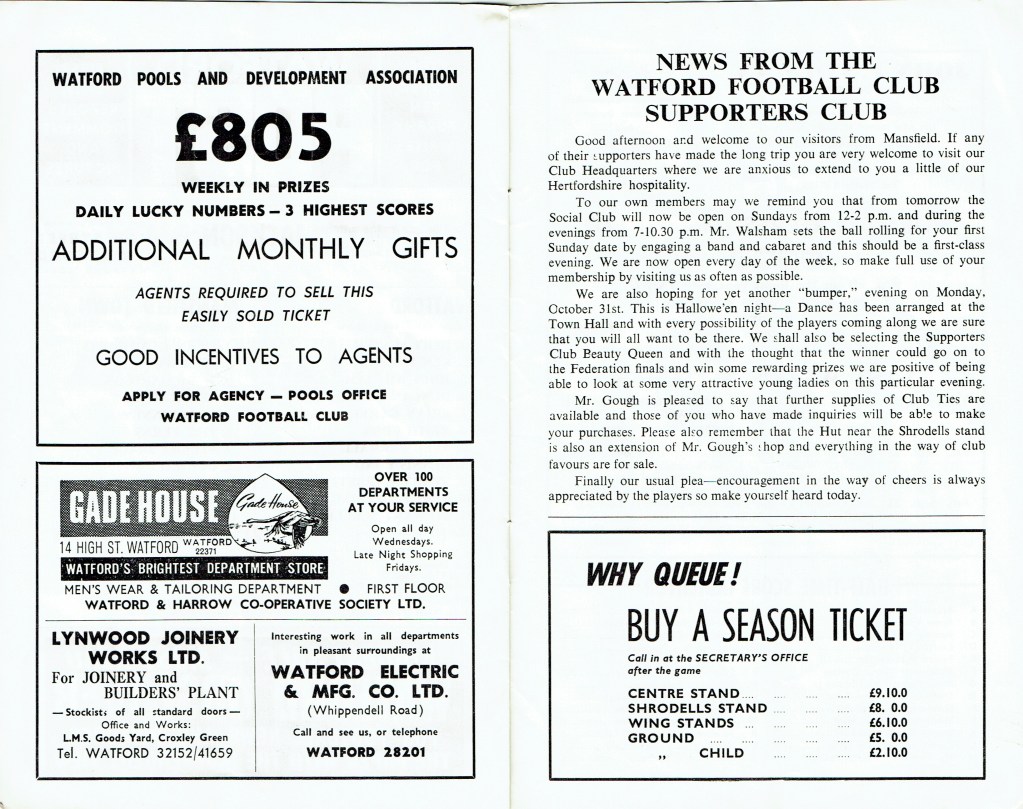 WATFORD POOLS AND DEVELOPMENT ASSOCIATION
£805
WEEKLY IN PRIZES
DAILY LUCKY NUMBERS – 3 HIGHEST SCORES
ADDITIONAL MONTHLY GIFTS
AGENTS REQUIRED TO SELL THIS
EASILY SOLD TICKET
GOOD INCENTIVES TO AGENTS
APPLY FOR AGENCY – POOLS OFFICE
WATFORD FOOTBALL CLUB
GADE HOUSE
Gade House
14 HIGH ST. WATFORD WATFORD 22371
WATFORD'S BRIGHTEST DEPARTMENT STORE
OVER 100
DEPARTMENTS
AT YOUR SERVICE
Open all day
Wednesdays.
Late Night Shopping
Fridays.
MEN'S WEAR & TAILORING DEPARTMENT ● FIRST FLOOR
WATFORD & HARROW CO-OPERATIVE SOCIETY LTD.
LYNWOOD JOINERY
WORKS LTD.
For JOINERY and
BUILDERS' PLANT
— Stockists of all standard doors —
Office and Works:
L.M.S. Goods Yard, Croxley Green
Tel. WATFORD 32152/41659
Interesting work in all departments
in pleasant surroundings at
WATFORD ELECTRIC
& MFG. CO. LTD.
(Whippendell Road)
Call and see us, or telephone
WATFORD 28201
NEWS FROM THE
WATFORD FOOTBALL CLUB
SUPPORTERS CLUB
Good afternoon and welcome to our visitors from Mansfield. If any
of their supporters have made the long trip you are very welcome to visit our
Club Headquarters where we are anxious to extend to you a little of our
Hertfordshire hospitality.
To our own members may we remind you that from tomorrow the
Social Club will now be open on Sundays from 12-2 p.m. and during the
evenings from 7-10.30 p.m. Mr. Walsham sets the ball rolling for your first
Sunday date by engaging a band and cabaret and this should be a first-class
evening. We are now open every day of the week, so make full use of your
membership by visiting us as often as possible.
We are also hoping for yet another "bumper," evening on Monday,
October 31st. This is Hallowe'en night—a Dance has been arranged at the
Town Hall and with every possibility of the players coming along we are sure
that you will all want to be there. We shall also be selecting the Supporters
Club Beauty Queen and with the thought that the winner could go on to
the Federation finals and win some rewarding prizes we are positive of being
able to look at some very attractive young ladies on this particular evening.
Mr. Gough is pleased to say that further supplies of Club Ties are
available and those of you who have made inquiries will be able to make
your purchases. Please also remember that the Hut near the Shrodells stand
is also an extension of Mr. Gough's shop and everything in the way of club
favours are for sale.
Finally our usual plea—encouragement in the way of cheers is always
appreciated by the players so make yourself heard today.
WHY QUEUE!
BUY A SEASON TICKET
Call in at the SECRETARY'S OFFICE
after the game
CENTRE STAND .... .... .... .... £9.10.0
SHRODELLS STAND .... .... .... £8. 0.0
WING STANDS ... .... .... .... £6.10.0
GROUND .... .... .... .... .... £5. 0.0
„ CHILD .... .... .... £2.10.0